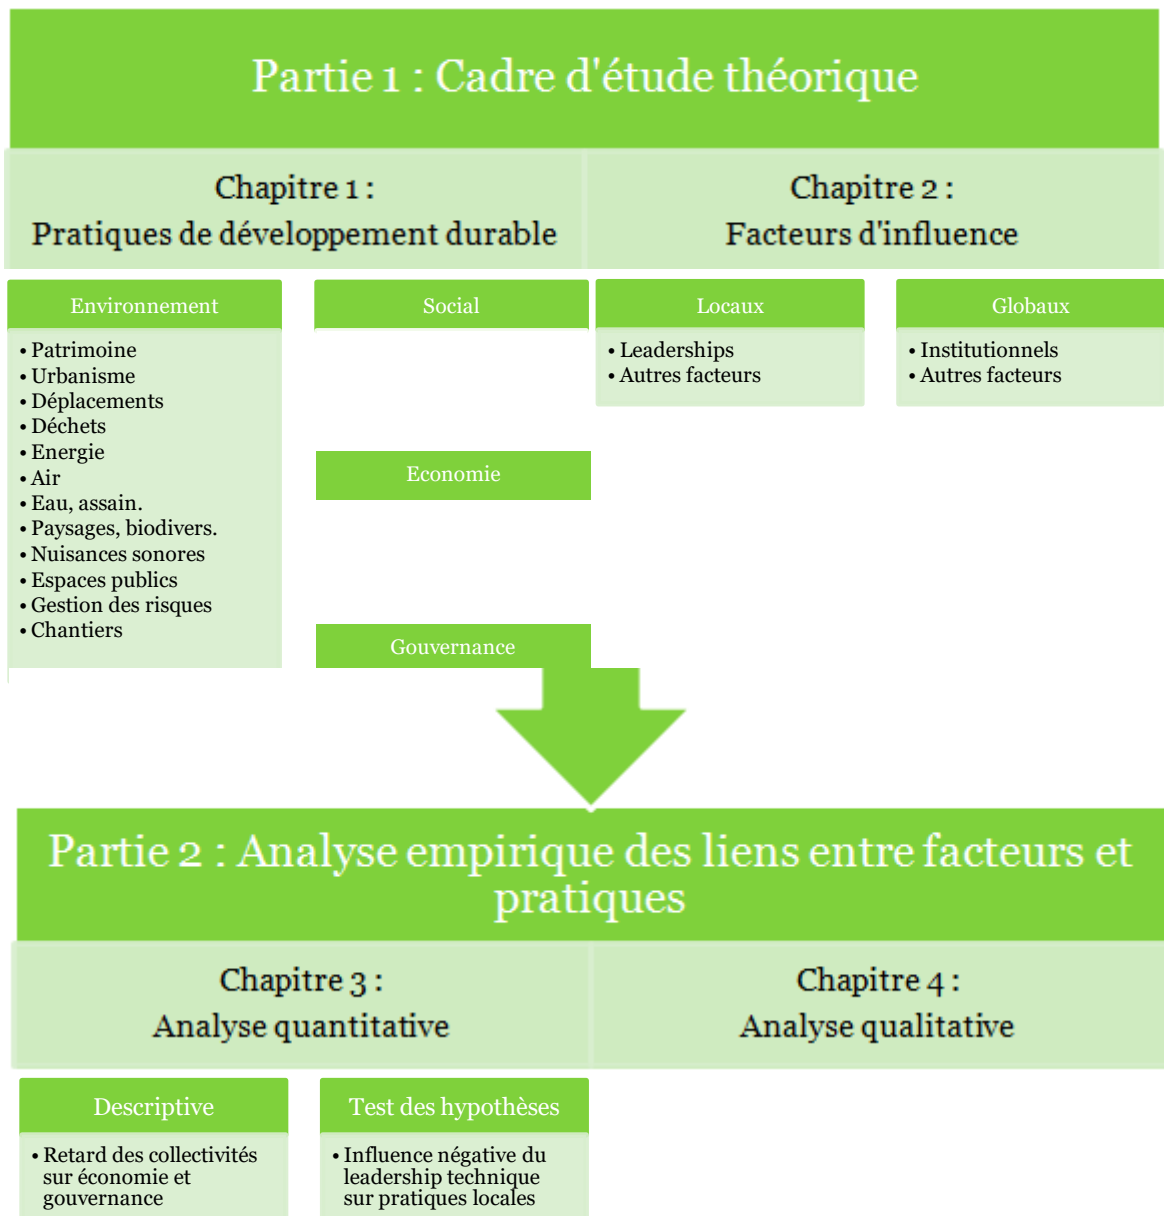 Partie 1 : Cadre d'étude théorique
Chapitre 1 :
Pratiques de développement durable
Chapitre 2 :
Facteurs d'influence
Environnement
• Patrimoine
• Urbanisme
• Déplacements
• Déchets
• Energie
• Air
• Eau, assain.
• Paysages, biodivers.
• Nuisances sonores
• Espaces publics
• Gestion des risques
• Chantiers
Social
Economie
Gouvernance
Locaux
• Leaderships
• Autres facteurs
Globaux
• Institutionnels
• Autres facteurs
Partie 2 : Analyse empirique des liens entre facteurs et
pratiques
Chapitre 3 :
Analyse quantitative
Chapitre 4 :
Analyse qualitative
Descriptive
• Retard des collectivités
sur économie et
gouvernance
Test des hypothèses
• Influence négative du
leadership technique
sur pratiques locales